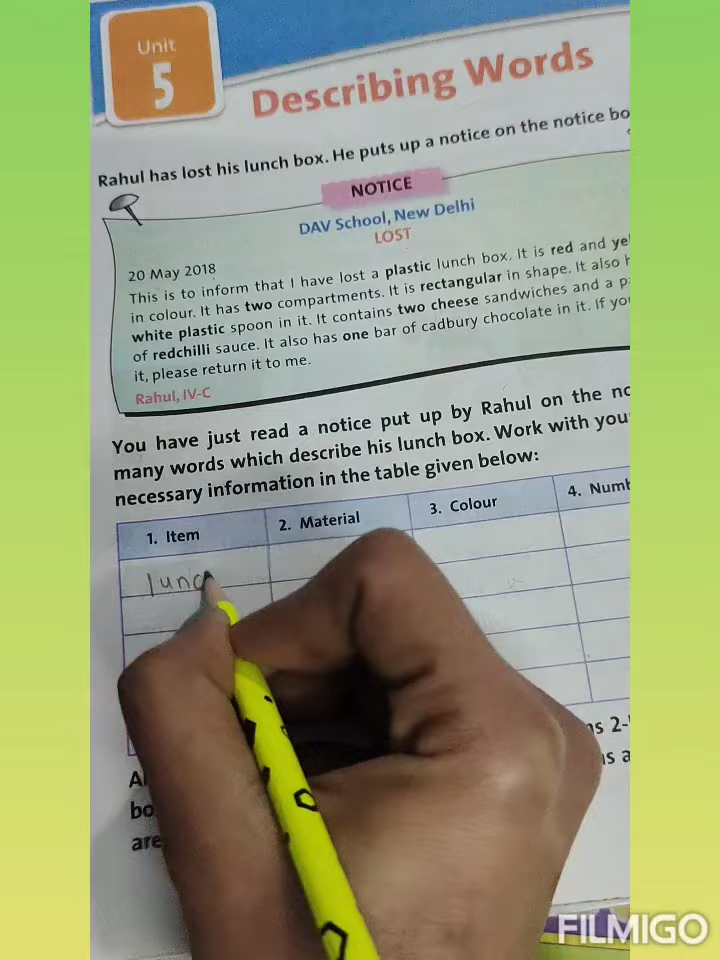 Unit
5
Describing Words
Rahul has lost his lunch box. He puts up a notice on the notice
NOTICE
DAV School, New Delhi
LOST
20 May 2018
This is to inform that I have lost a plastic lunch box. It is red and
in colour. It has two compartments. It is rectangular in shape. It also
white plastic spoon in it. It contains two cheese sandwiches and a
of redchilli sauce. It also has one bar of cadbury chocolate in it. If
it, please return it to me.
Rahul, IV-C
You have just read a notice put up by Rahul on the
many words which describe his lunch box. Work with
necessary information in the table given below:
1. Item 2. Material 3. Colour 4.
lunc
are
FILMIGO